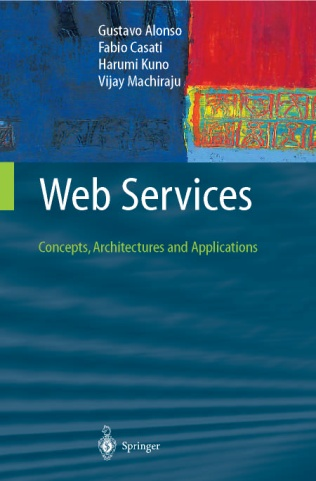 Gustavo Alonso
Fabio Casati
Harumi Kuno
Vijay Machiraju
Web Services
Concepts, Architectures and Applications
Springer